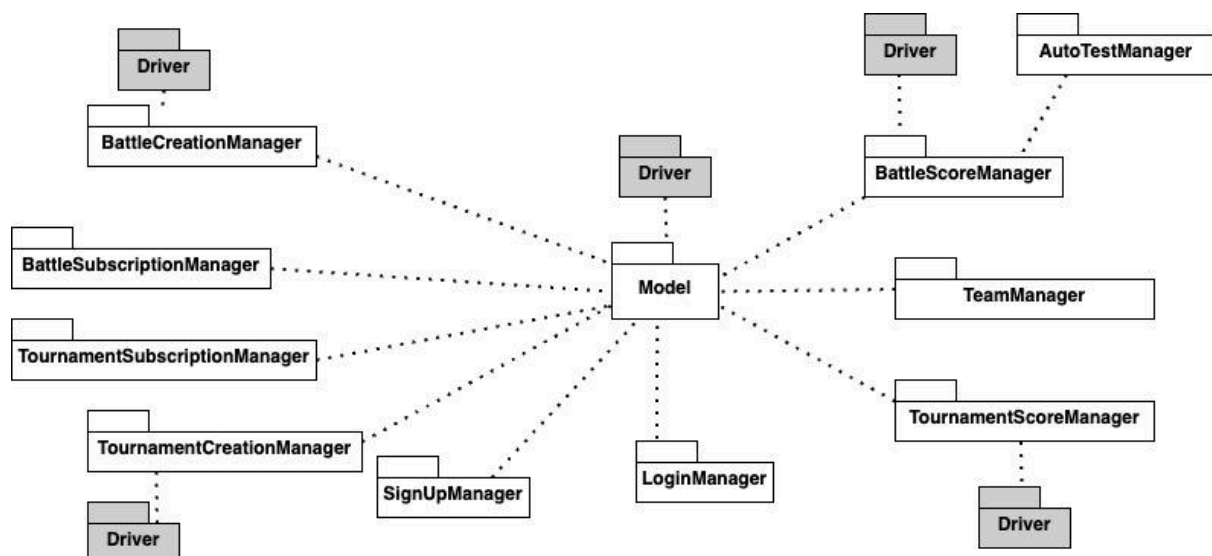 Driver
Driver
AutoTestManager
BattleCreationManager
Driver
BattleScoreManager
BattleSubscriptionManager
Model
TeamManager
TournamentSubscriptionManager
TournamentCreationManager
TournamentScoreManager
SignUpManager
LoginManager
Driver
Driver